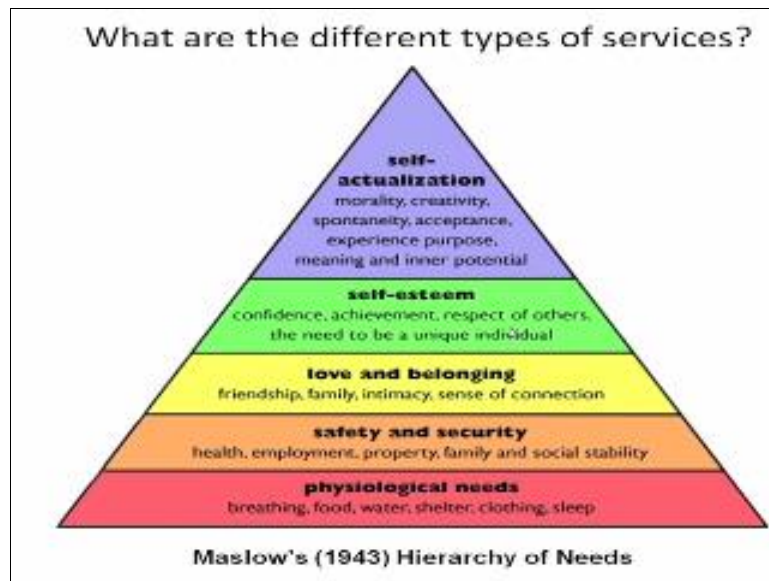 What are the different types of services?
self-
actualization
morality, creativity,
spontaneity, acceptance,
experience purpose,
meaning and inner potential
self-esteem
confidence, achievement, respect of others,
the need to be a unique individual
love and belonging
friendship, family, intimacy, sense of connection
safety and security
health, employment, property, family and social stability
physiological needs
breathing, food, water, shelter, clothing, sleep
Maslow's (1943) Hierarchy of Needs